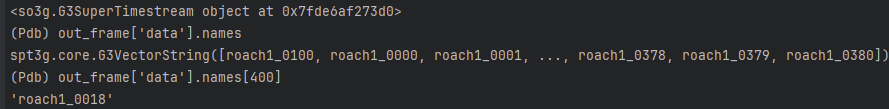 <so3g.G3SuperTimestream object at 0x7fde6af273d0>
(Pdb) out_frame['data'].names
spt3g.core.G3VectorString([roach1_0100, roach1_0000, roach1_0001, ..., roach1_0378, roach1_0379, roach1_0380])
(Pdb) out_frame['data'].names[400]
'roach1_0018'